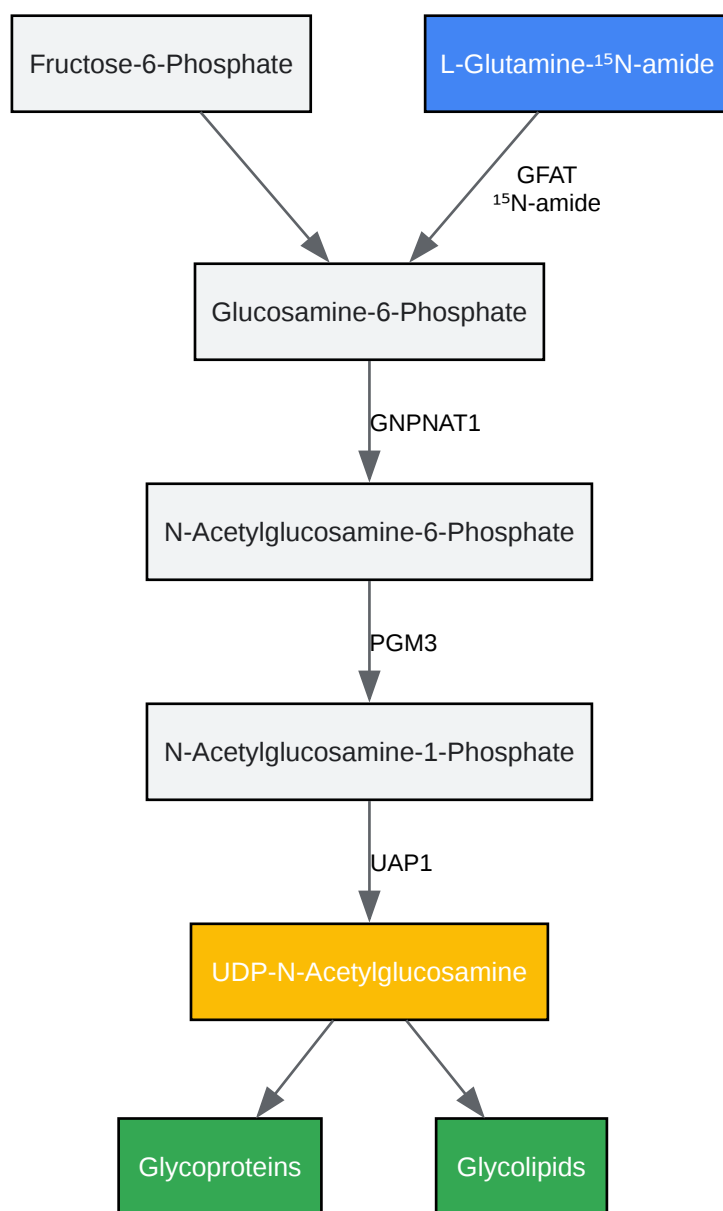 Fructose-6-Phosphate
L-Glutamine-¹⁵N-amide
GFAT
¹⁵N-amide
Glucosamine-6-Phosphate
GNPNAT1
N-Acetylglucosamine-6-Phosphate
PGM3
N-Acetylglucosamine-1-Phosphate
UAP1
UDP-N-Acetylglucosamine
Glycoproteins
Glycolipids